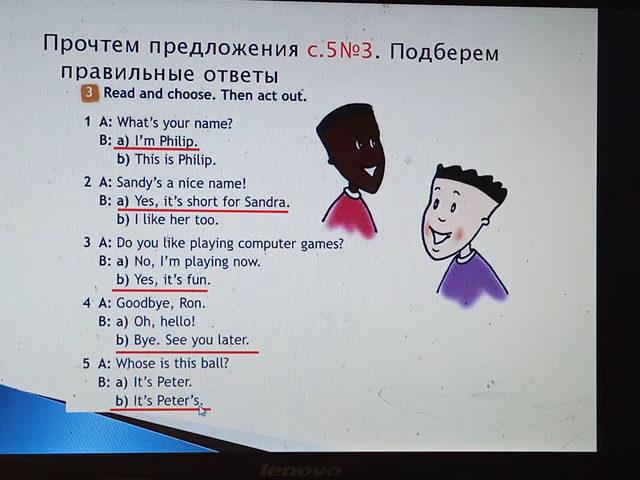 Прочтем предложения с.5№3. Подберем
правильные ответы
3 Read and choose. Then act out.
1 A: What's your name?
B: a) I'm Philip.
b) This is Philip.
2 A: Sandy's a nice name!
B: a) Yes, it's short for Sandra.
b) I like her too.
3 A: Do you like playing computer games?
B: a) No, I'm playing now.
b) Yes, it's fun.
4 A: Goodbye, Ron.
B: a) Oh, hello!
b) Bye. See you later.
5 A: Whose is this ball?
B: a) It's Peter.
b) It's Peter's.
lenovo